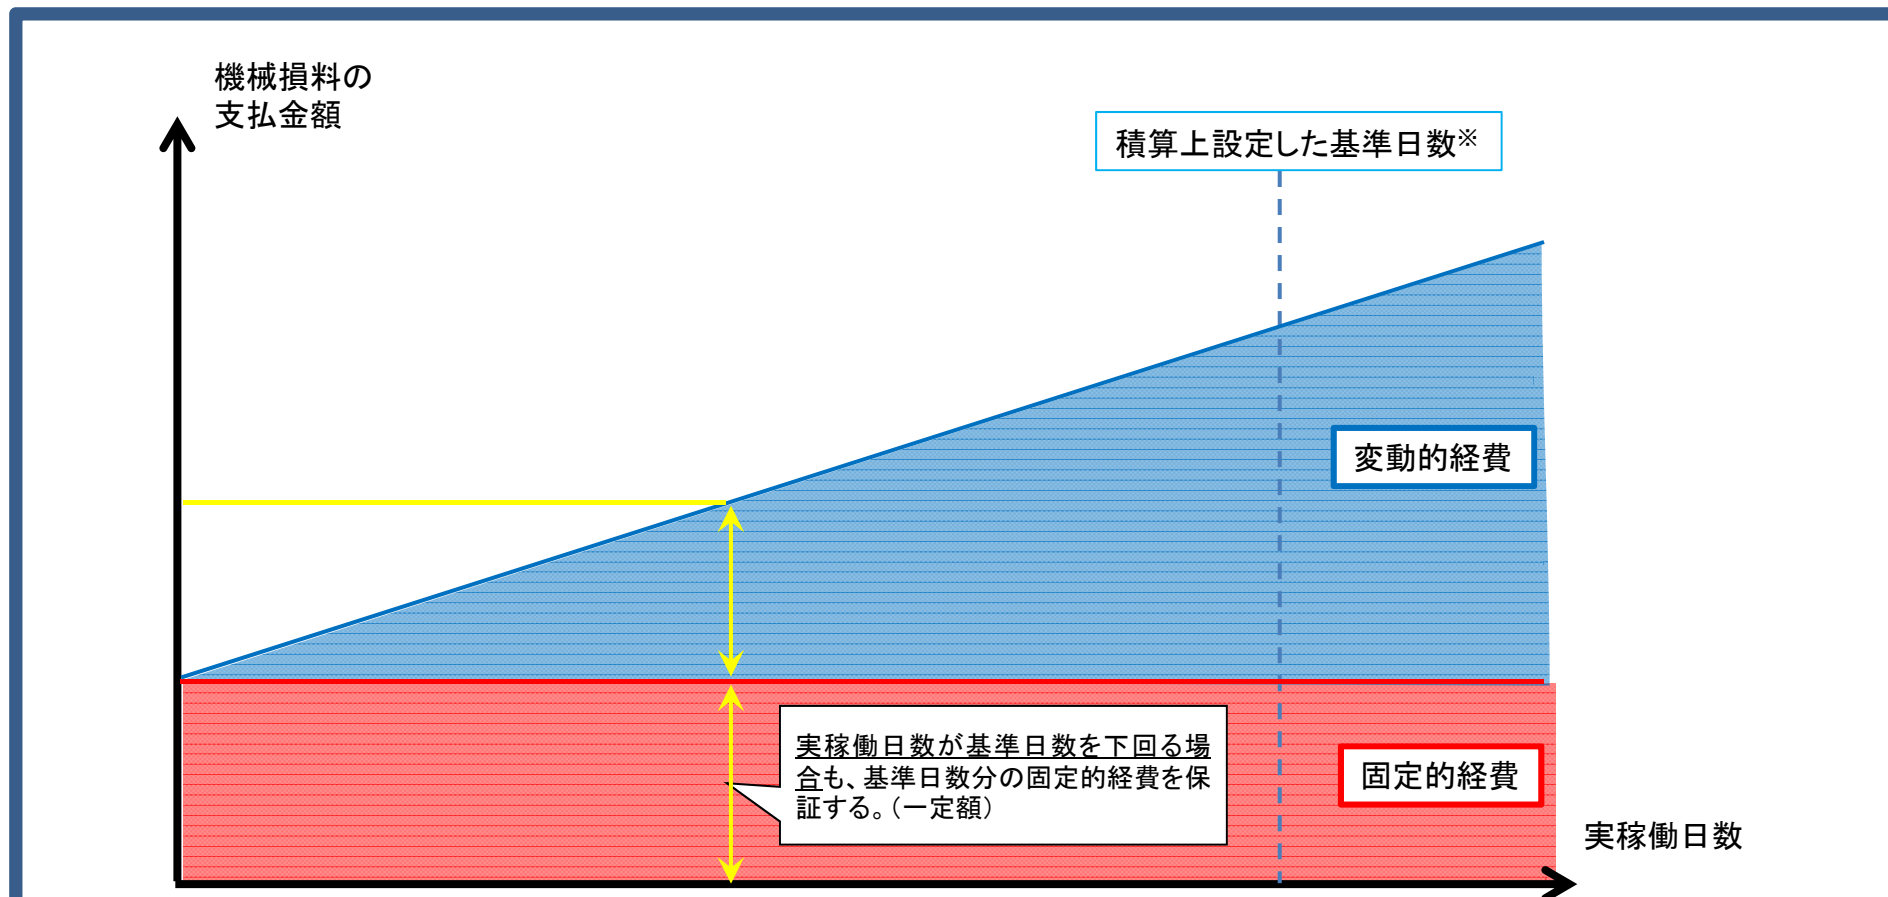 機械損料の
支払金額
積算上設定した基準日数※
変動的経費
実稼働日数が基準日数を下回る場
合も、基準日数分の固定的経費を保
証する。（一定額）
固定的経費
実稼働日数